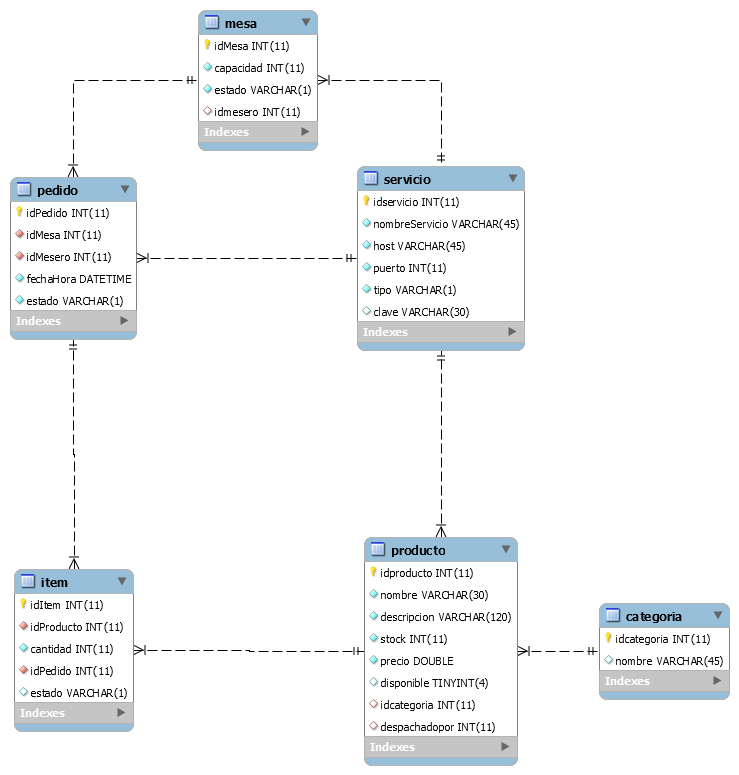 mesa
idMesa INT(11)
capacidad INT(11)
estado VARCHAR(1)
idmesero INT(11)
Indexes
pedido
idPedido INT(11)
idMesa INT(11)
idMesero INT(11)
fechaHora DATETIME
estado VARCHAR(1)
Indexes
servicio
idservicio INT(11)
nombreServicio VARCHAR(45)
host VARCHAR(45)
puerto INT(11)
tipo VARCHAR(1)
clave VARCHAR(30)
Indexes
item
idItem INT(11)
idProducto INT(11)
cantidad INT(11)
idPedido INT(11)
estado VARCHAR(1)
Indexes
producto
idproducto INT(11)
nombre VARCHAR(30)
descripcion VARCHAR(120)
stock INT(11)
precio DOUBLE
disponible TINYINT(4)
idcategoria INT(11)
despachadopor INT(11)
Indexes
categoria
idcategoria INT(11)
nombre VARCHAR(45)
Indexes